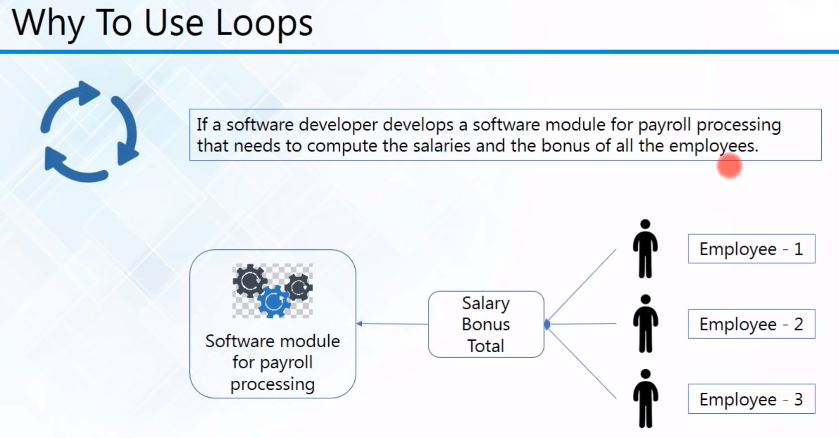 Why To Use Loops
If a software developer develops a software module for payroll processing
that needs to compute the salaries and the bonus of all the employees.
Software module
for payroll
processing
Salary
Bonus
Total
Employee - 1
Employee - 2
Employee - 3